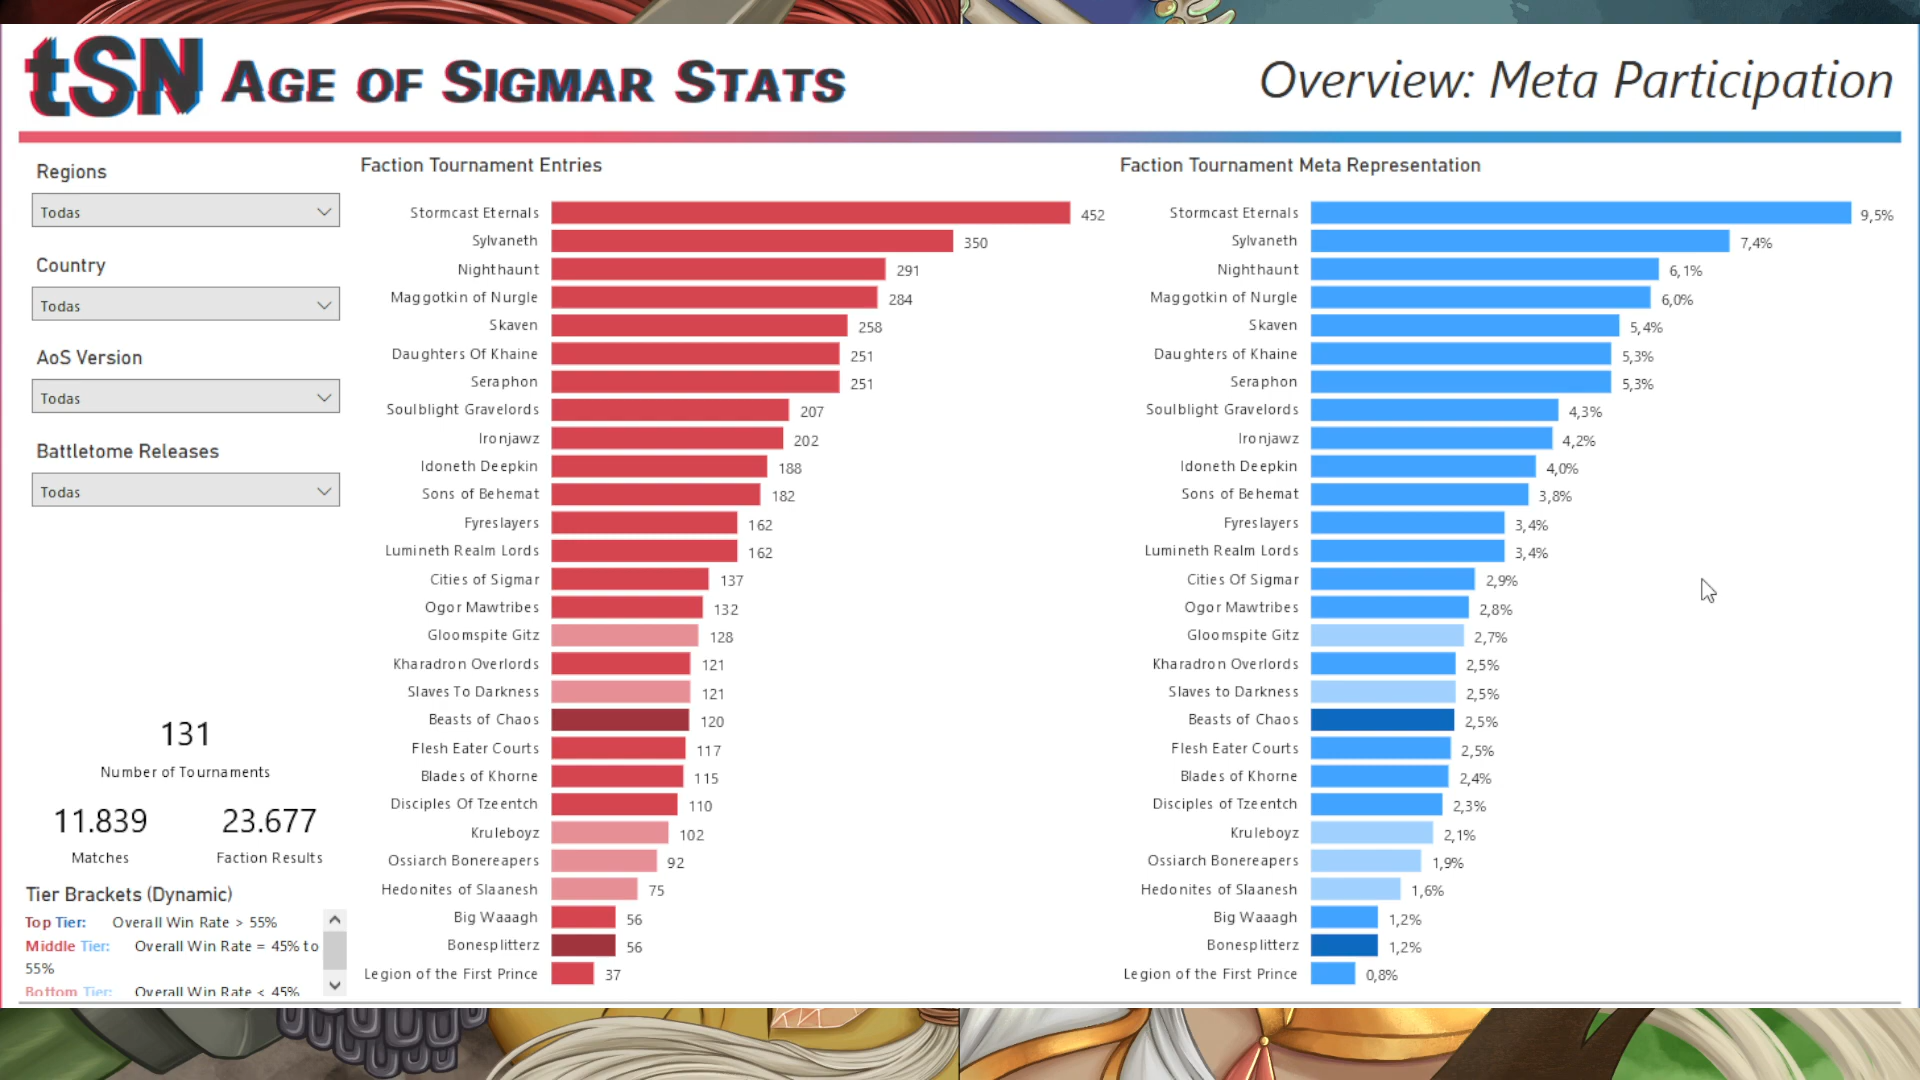 tSN AGE OF SIGMAR STATS
Overview: Meta Participation
Regions
Todas
Country
Todas
AoS Version
Todas
Battletome Releases
Todas
131
Number of Tournaments
11.839
Matches
23.677
Faction Results
Tier Brackets (Dynamic)
Top Tier: Overall Win Rate > 55%
Middle Tier: Overall Win Rate = 45% to
55%
Bottom Tier: Overall Win Rate < 45%
Faction Tournament Entries
Stormcast Eternals 452
Sylvaneth 350
Nighthaunt 291
Maggotkin of Nurgle 284
Skaven 258
Daughters Of Khaine 251
Seraphon 251
Soulblight Gravelords 207
Ironjawz 202
Idoneth Deepkin 188
Sons of Behemat 182
Fyreslayers 162
Lumineth Realm Lords 162
Cities of Sigmar 137
Ogor Mawtribes 132
Gloomspite Gitz 128
Kharadron Overlords 121
Slaves To Darkness 121
Beasts of Chaos 120
Flesh Eater Courts 117
Blades of Khorne 115
Disciples Of Tzeentch 110
Kruleboyz 102
Ossiarch Bonereapers 92
Hedonites of Slaanesh 75
Big Waaagh 56
Bonesplitterz 56
Legion of the First Prince 37
Faction Tournament Meta Representation
Stormcast Eternals 9,5%
Sylvaneth 7,4%
Nighthaunt 6,1%
Maggotkin of Nurgle 6,0%
Skaven 5,4%
Daughters of Khaine 5,3%
Seraphon 5,3%
Soulblight Gravelords 4,3%
Ironjawz 4,2%
Idoneth Deepkin 4,0%
Sons of Behemat 3,8%
Fyreslayers 3,4%
Lumineth Realm Lords 3,4%
Cities Of Sigmar 2,9%
Ogor Mawtribes 2,8%
Gloomspite Gitz 2,7%
Kharadron Overlords 2,5%
Slaves to Darkness 2,5%
Beasts of Chaos 2,5%
Flesh Eater Courts 2,5%
Blades of Khorne 2,4%
Disciples of Tzeentch 2,3%
Kruleboyz 2,1%
Ossiarch Bonereapers 1,9%
Hedonites of Slaanesh 1,6%
Big Waaagh 1,2%
Bonesplitterz 1,2%
Legion of the First Prince 0,8%